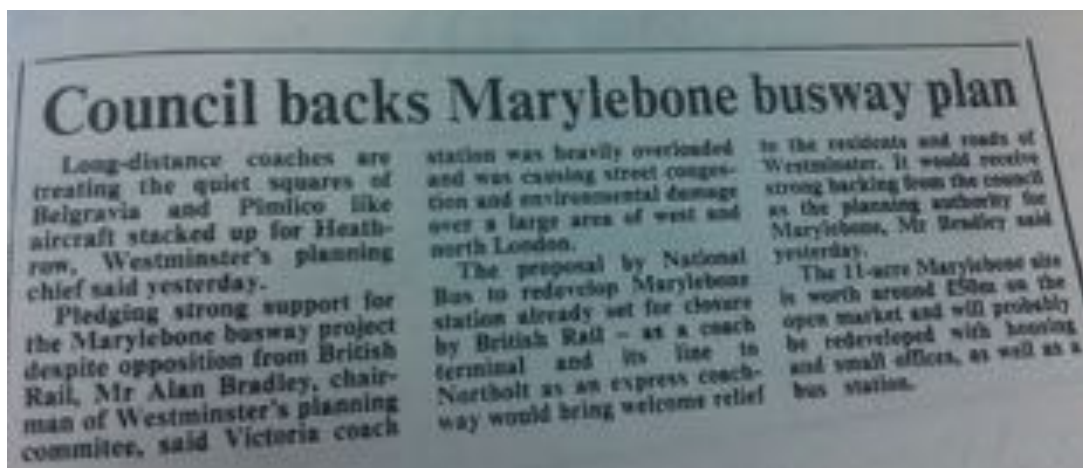 Council backs Marylebone busway plan
Long-distance coaches are
treating the quiet squares of
Belgravia and Pimlico like
aircraft stacked up for Heath-
row, Westminster's planning
chief said yesterday.
Pledging strong support for
the Marylebone busway project
despite opposition from British
Rail, Mr Alan Bradley, chair-
man of Westminster's planning
commitee, said Victoria coach
station was heavily overloaded
and was causing street conges-
tion and environmental damage
over a large area of west and
north London.
The proposal by National
Bus to redevelop Marylebone
station already set for closure
by British Rail – as a coach
terminal and its line to
Northolt as an express coach-
way would bring welcome relief
to the residents and roads of
Westminster. It would receive
strong backing from the council
as the planning authority for
Marylebone, Mr Bradley said
yesterday.
The 11-acre Marylebone site
is worth around £50m on the
open market and will probably
be redeveloped with housing
and small offices, as well as a
bus station.